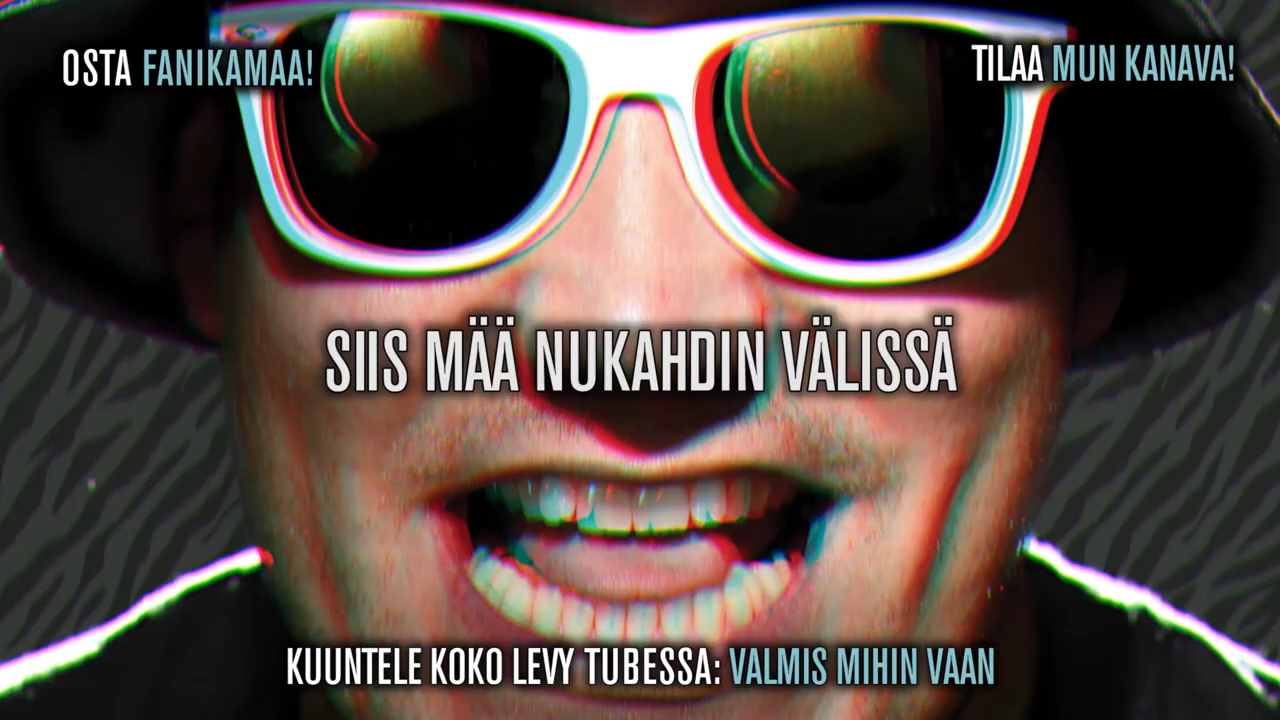 OSTA FANIKAMAA!
TILAA MUN KANAVA!
SIIS MÄÄ NUKAHDIN VÄLISSÄ
KUUNTELE KOKO LEVY TUBESSA: VALMIS MIHIN VAAN